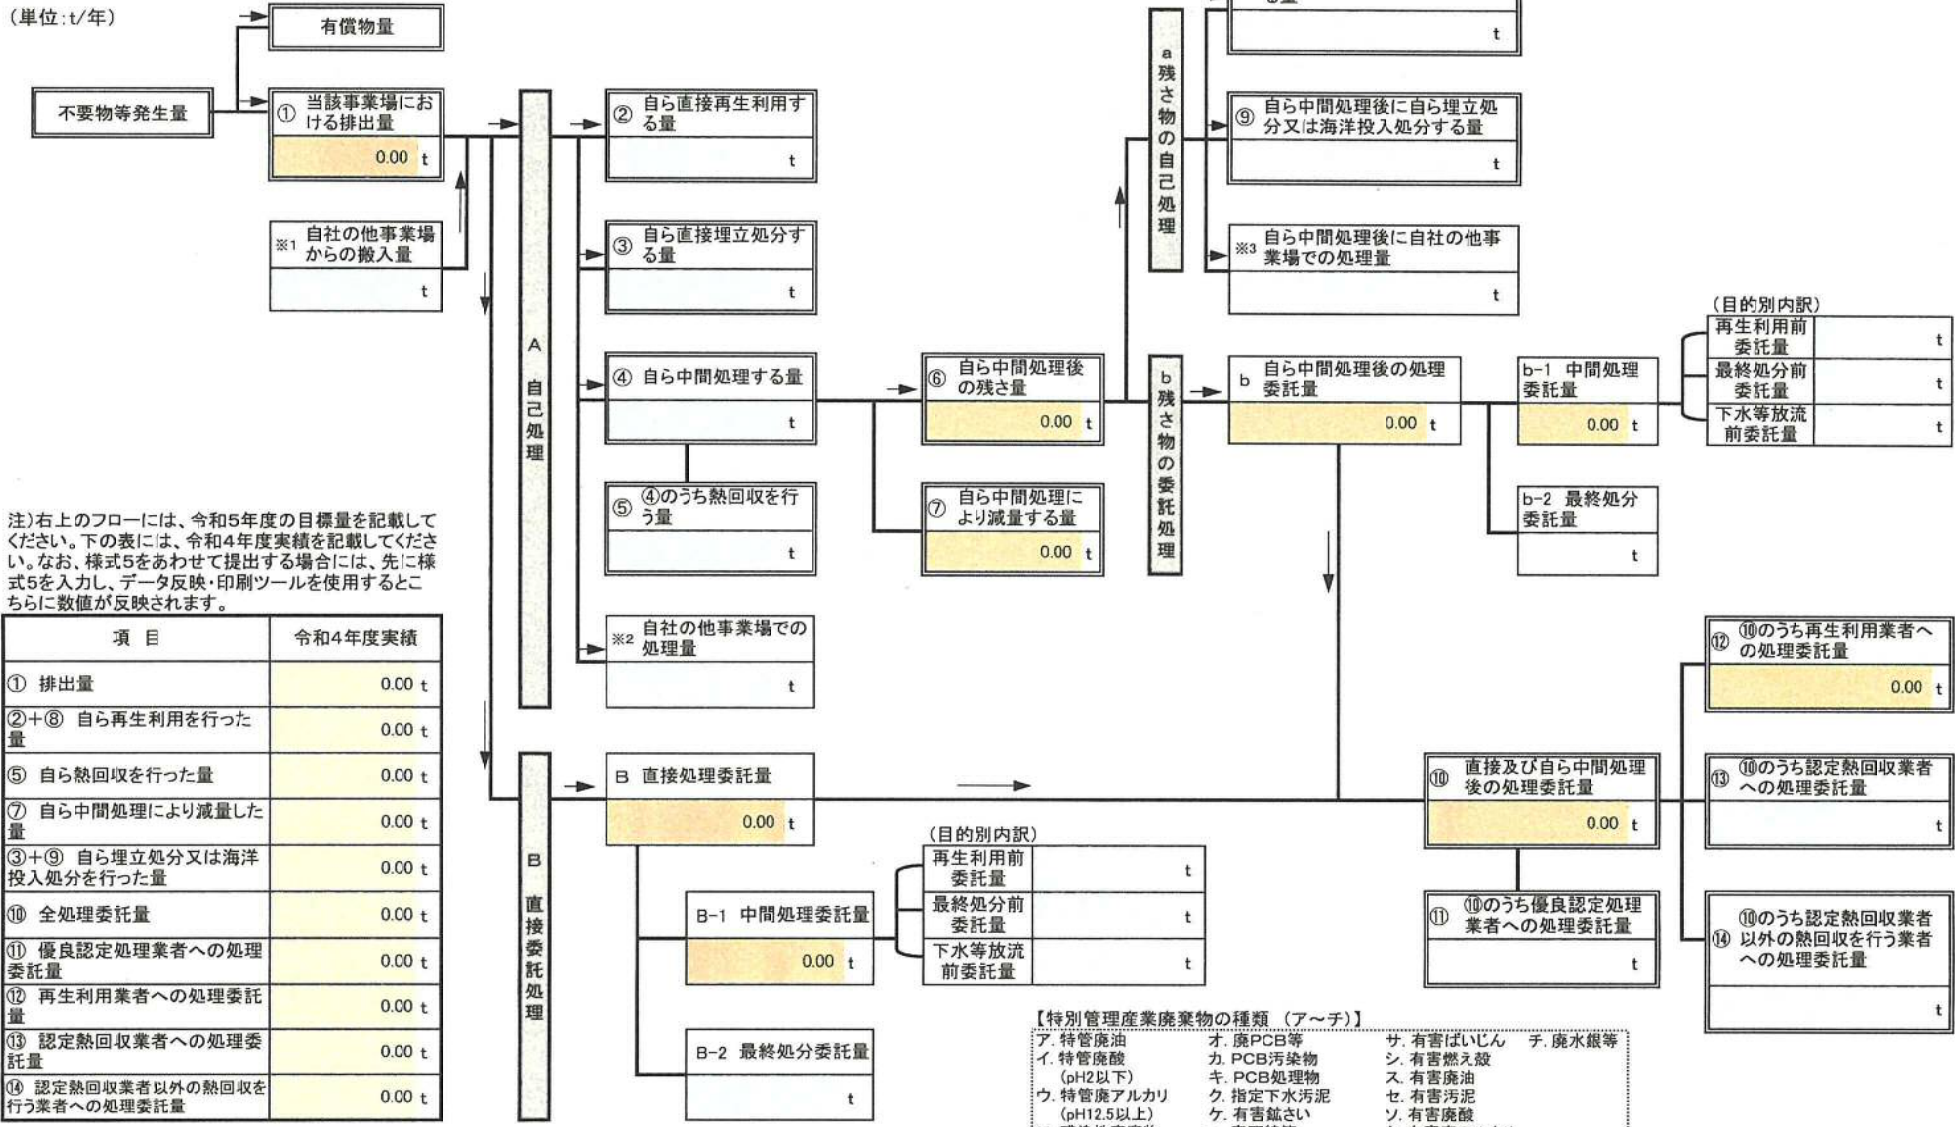 (単位:t/年)
有償物量
不要物等発生量
① 当該事業場にお
ける排出量
0.00 t
※1 自社の他事業場
からの搬入量
t
A 自己処理
② 自ら直接再生利用す
る量
t
③ 自ら直接埋立処分す
る量
t
④ 自ら中間処理する量
t
⑤ ④のうち熱回収を行
う量
t
※2 自社の他事業場での
処理量
t
⑥ 自ら中間処理後
の残さ量
0.00 t
⑦ 自ら中間処理に
より減量する量
0.00 t
a 残さ物の自己処理
t
⑨ 自ら中間処理後に自ら埋立処
分又は海洋投入処分する量
t
※3 自ら中間処理後に自社の他事
業場での処理量
t
b 残さ物の委託処理
b 自ら中間処理後の処理
委託量
0.00 t
b-1 中間処理
委託量
0.00 t
(目的別内訳)
再生利用前
委託量 t
最終処分前
委託量 t
下水等放流
前委託量 t
b-2 最終処分
委託量
t
注)右上のフローには、令和5年度の目標量を記載して
ください。下の表には、令和4年度実績を記載してくださ
い。なお、様式5をあわせて提出する場合には、先に様
式5を入力し、データ反映・印刷ツールを使用するとこ
ちらに数値が反映されます。
項 目 令和4年度実績
① 排出量 0.00 t
②+⑧ 自ら再生利用を行った
量 0.00 t
⑤ 自ら熱回収を行った量 0.00 t
⑦ 自ら中間処理により減量した
量 0.00 t
③+⑨ 自ら埋立処分又は海洋
投入処分を行った量 0.00 t
⑩ 全処理委託量 0.00 t
⑪ 優良認定処理業者への処理
委託量 0.00 t
⑫ 再生利用業者への処理委託
量 0.00 t
⑬ 認定熱回収業者への処理委
託量 0.00 t
⑭ 認定熱回収業者以外の熱回収を
行う業者への処理委託量 0.00 t
B 直接委託処理
B 直接処理委託量
0.00 t
B-1 中間処理委託量
0.00 t
(目的別内訳)
再生利用前
委託量 t
最終処分前
委託量 t
下水等放流
前委託量 t
B-2 最終処分委託量
t
⑩ 直接及び自ら中間処理
後の処理委託量
0.00 t
⑪ ⑩のうち優良認定処理
業者への処理委託量
t
⑫ ⑩のうち再生利用業者へ
の処理委託量
0.00 t
⑬ ⑩のうち認定熱回収業者
への処理委託量
t
⑭ ⑩のうち認定熱回収業者
以外の熱回収を行う業者
への処理委託量
t
【特別管理産業廃棄物の種類 (ア~チ)】
ア. 特管廃油 オ. 廃PCB等 サ. 有害ばいじん チ. 廃水銀等
イ. 特管廃酸 カ. PCB汚染物 シ. 有害燃え殻
(pH2以下) キ. PCB処理物 ス. 有害廃油
ウ. 特管廃アルカリ ク. 指定下水汚泥 セ. 有害汚泥
(pH12.5以上) ケ. 有害鉱さい ソ. 有害廃酸